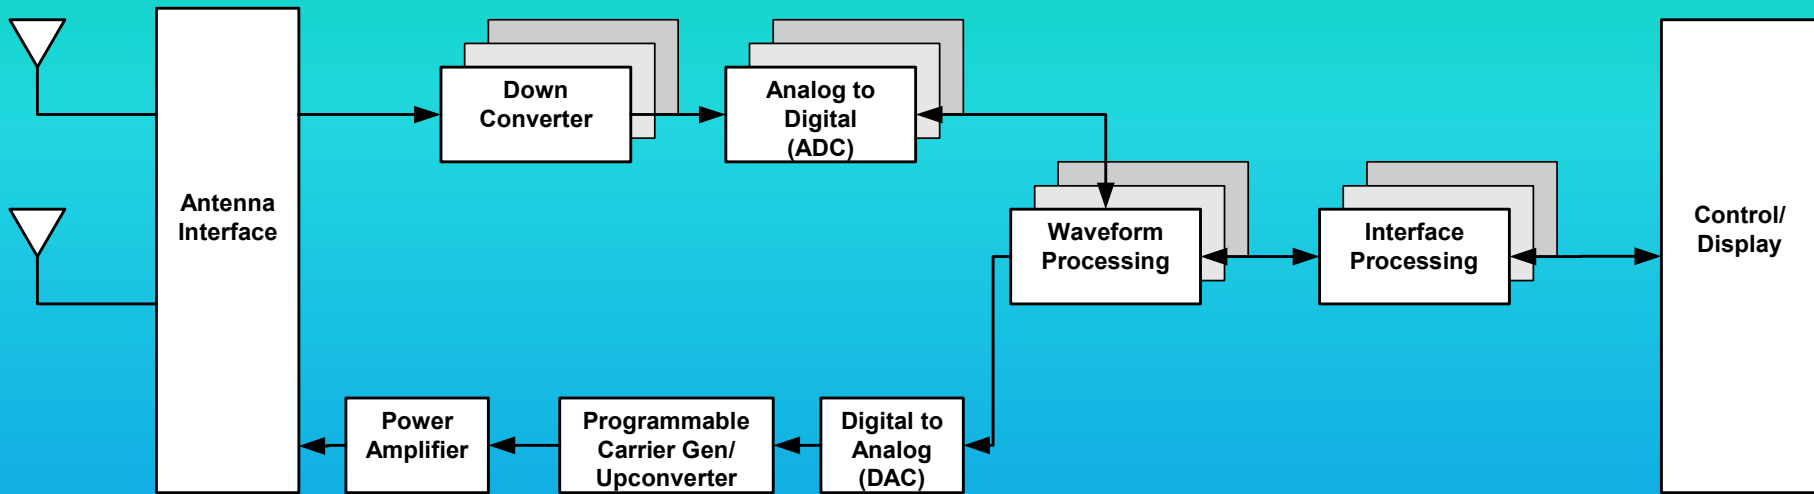 Down
Converter
Analog to
Digital
(ADC)
Antenna
Interface
Waveform
Processing
Interface
Processing
Control/
Display
Power
Amplifier
Programmable
Carrier Gen/
Upconverter
Digital to
Analog
(DAC)